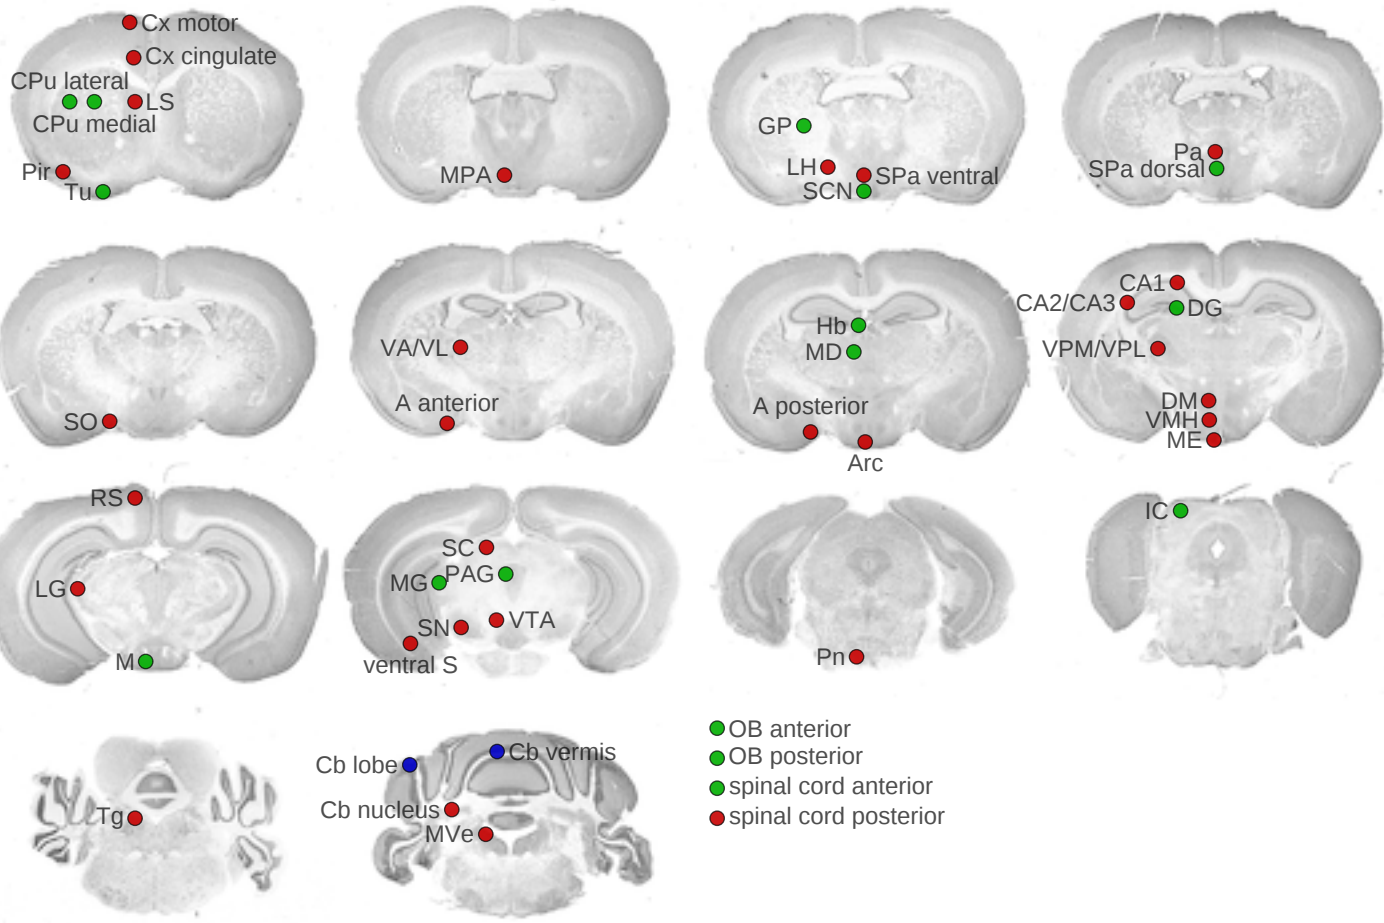 Cx motor
Cx cingulate
CPu lateral
LS
CPu medial
Pir
Tu
MPA
GP
LH
SPa ventral
SCN
Pa
SPa dorsal
SO
VA/VL
A anterior
Hb
MD
A posterior
Arc
CA1
CA2/CA3
DG
VPM/VPL
DM
VMH
ME
RS
LG
M
SC
MG
PAG
SN
VTA
ventral S
Pn
IC
Tg
Cb lobe
Cb vermis
Cb nucleus
MVe
OB anterior
OB posterior
spinal cord anterior
spinal cord posterior